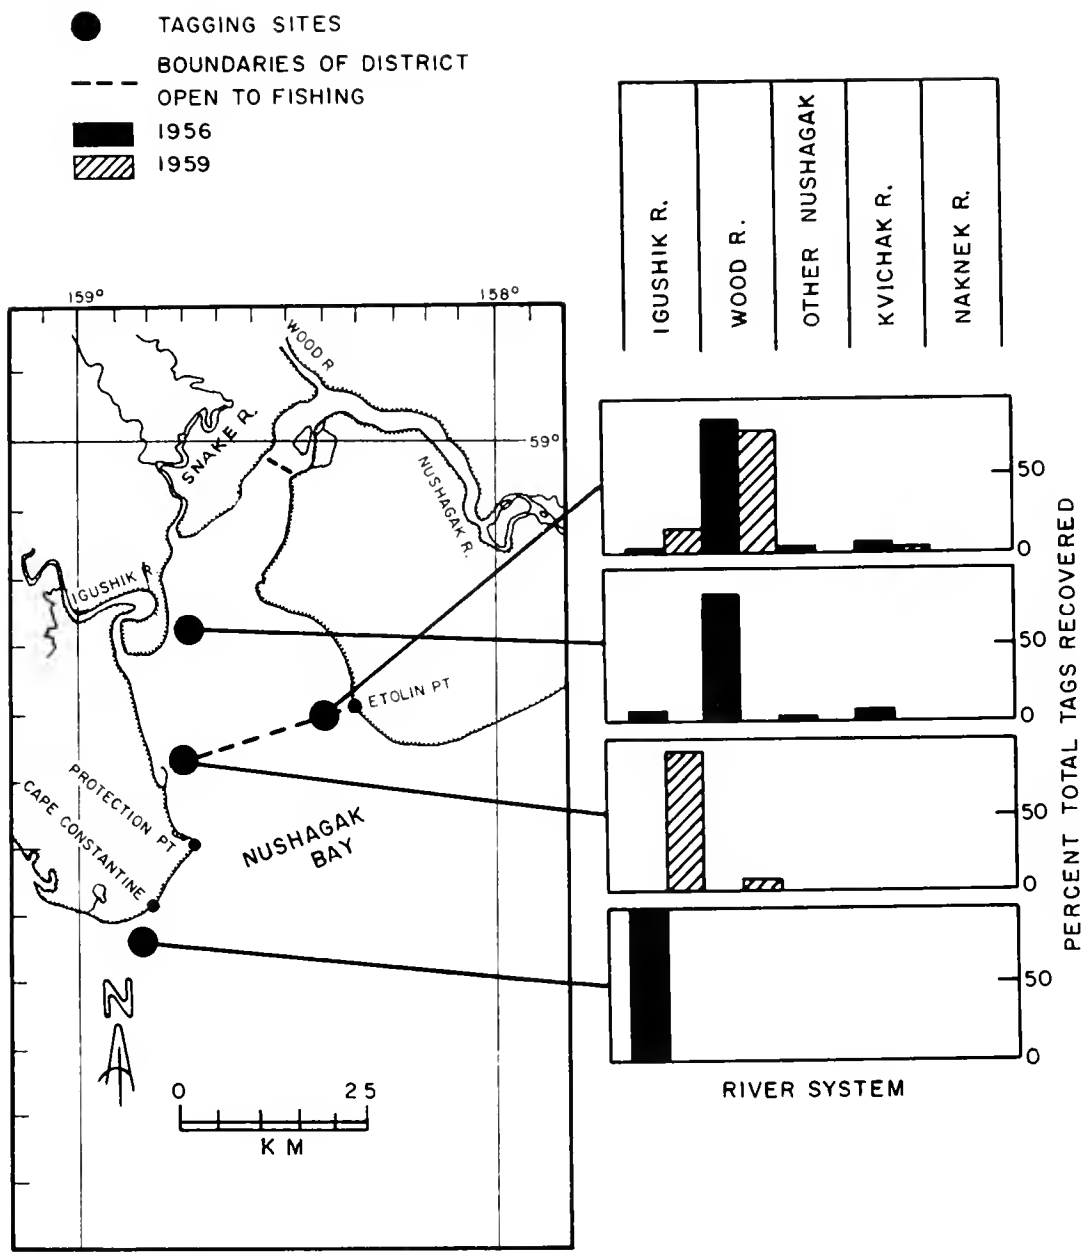 TAGGING SITES
BOUNDARIES OF DISTRICT
OPEN TO FISHING
1956
1959
IGUSHIK R.
WOOD R.
OTHER NUSHAGAK
KVICHAK R.
NAKNEK R.
159°
158°
WOOD R
SNAKE R.
59°
NUSHAGAK R.
IGUSHIK R.
ETOLIN PT
PROTECTION PT
CAPE CONSTANTINE
NUSHAGAK
BAY
N
0 25
KM
50
0
50
0
50
0
50
0
PERCENT TOTAL TAGS RECOVERED
RIVER SYSTEM